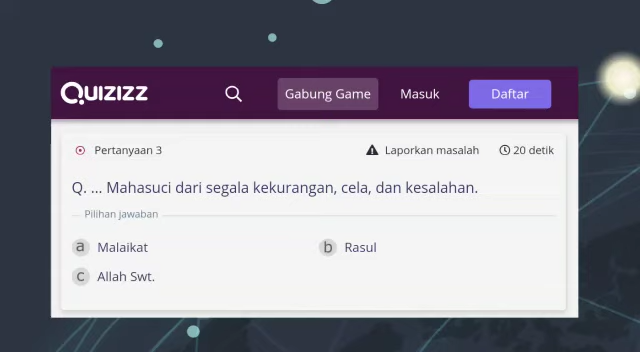 QUIZIZZ Gabung Game Masuk Daftar
Pertanyaan 3 Laporkan masalah 20 detik
Q. ... Mahasuci dari segala kekurangan, cela, dan kesalahan.
Pilihan jawaban
a Malaikat b Rasul
c Allah Swt.